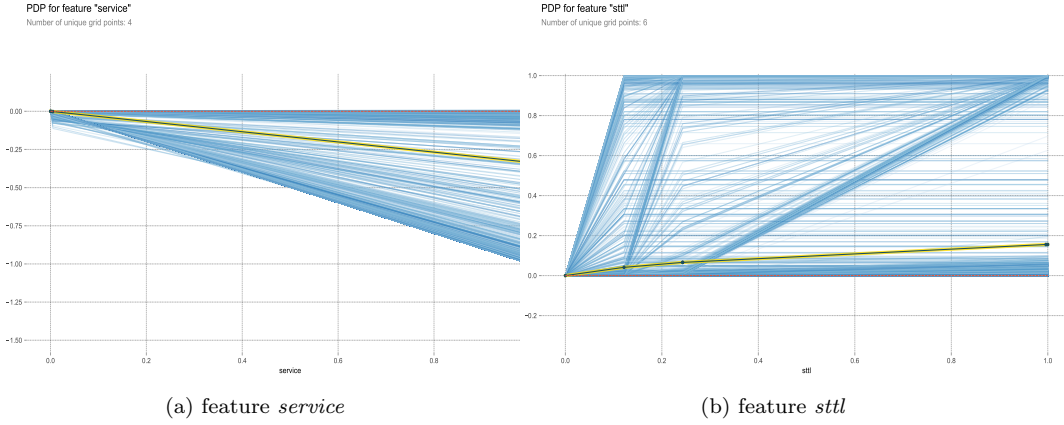 PDP for feature "service"
Number of unique grid points: 4
0.00
−0.25
−0.50
−0.75
−1.00
−1.25
−1.50
0.0 0.2 0.4 0.6 0.8
service
(a) feature service
PDP for feature "sttl"
Number of unique grid points: 6
1.0
0.8
0.6
0.4
0.2
0.0
−0.2
0.0 0.2 0.4 0.6 0.8 1.0
sttl
(b) feature sttl